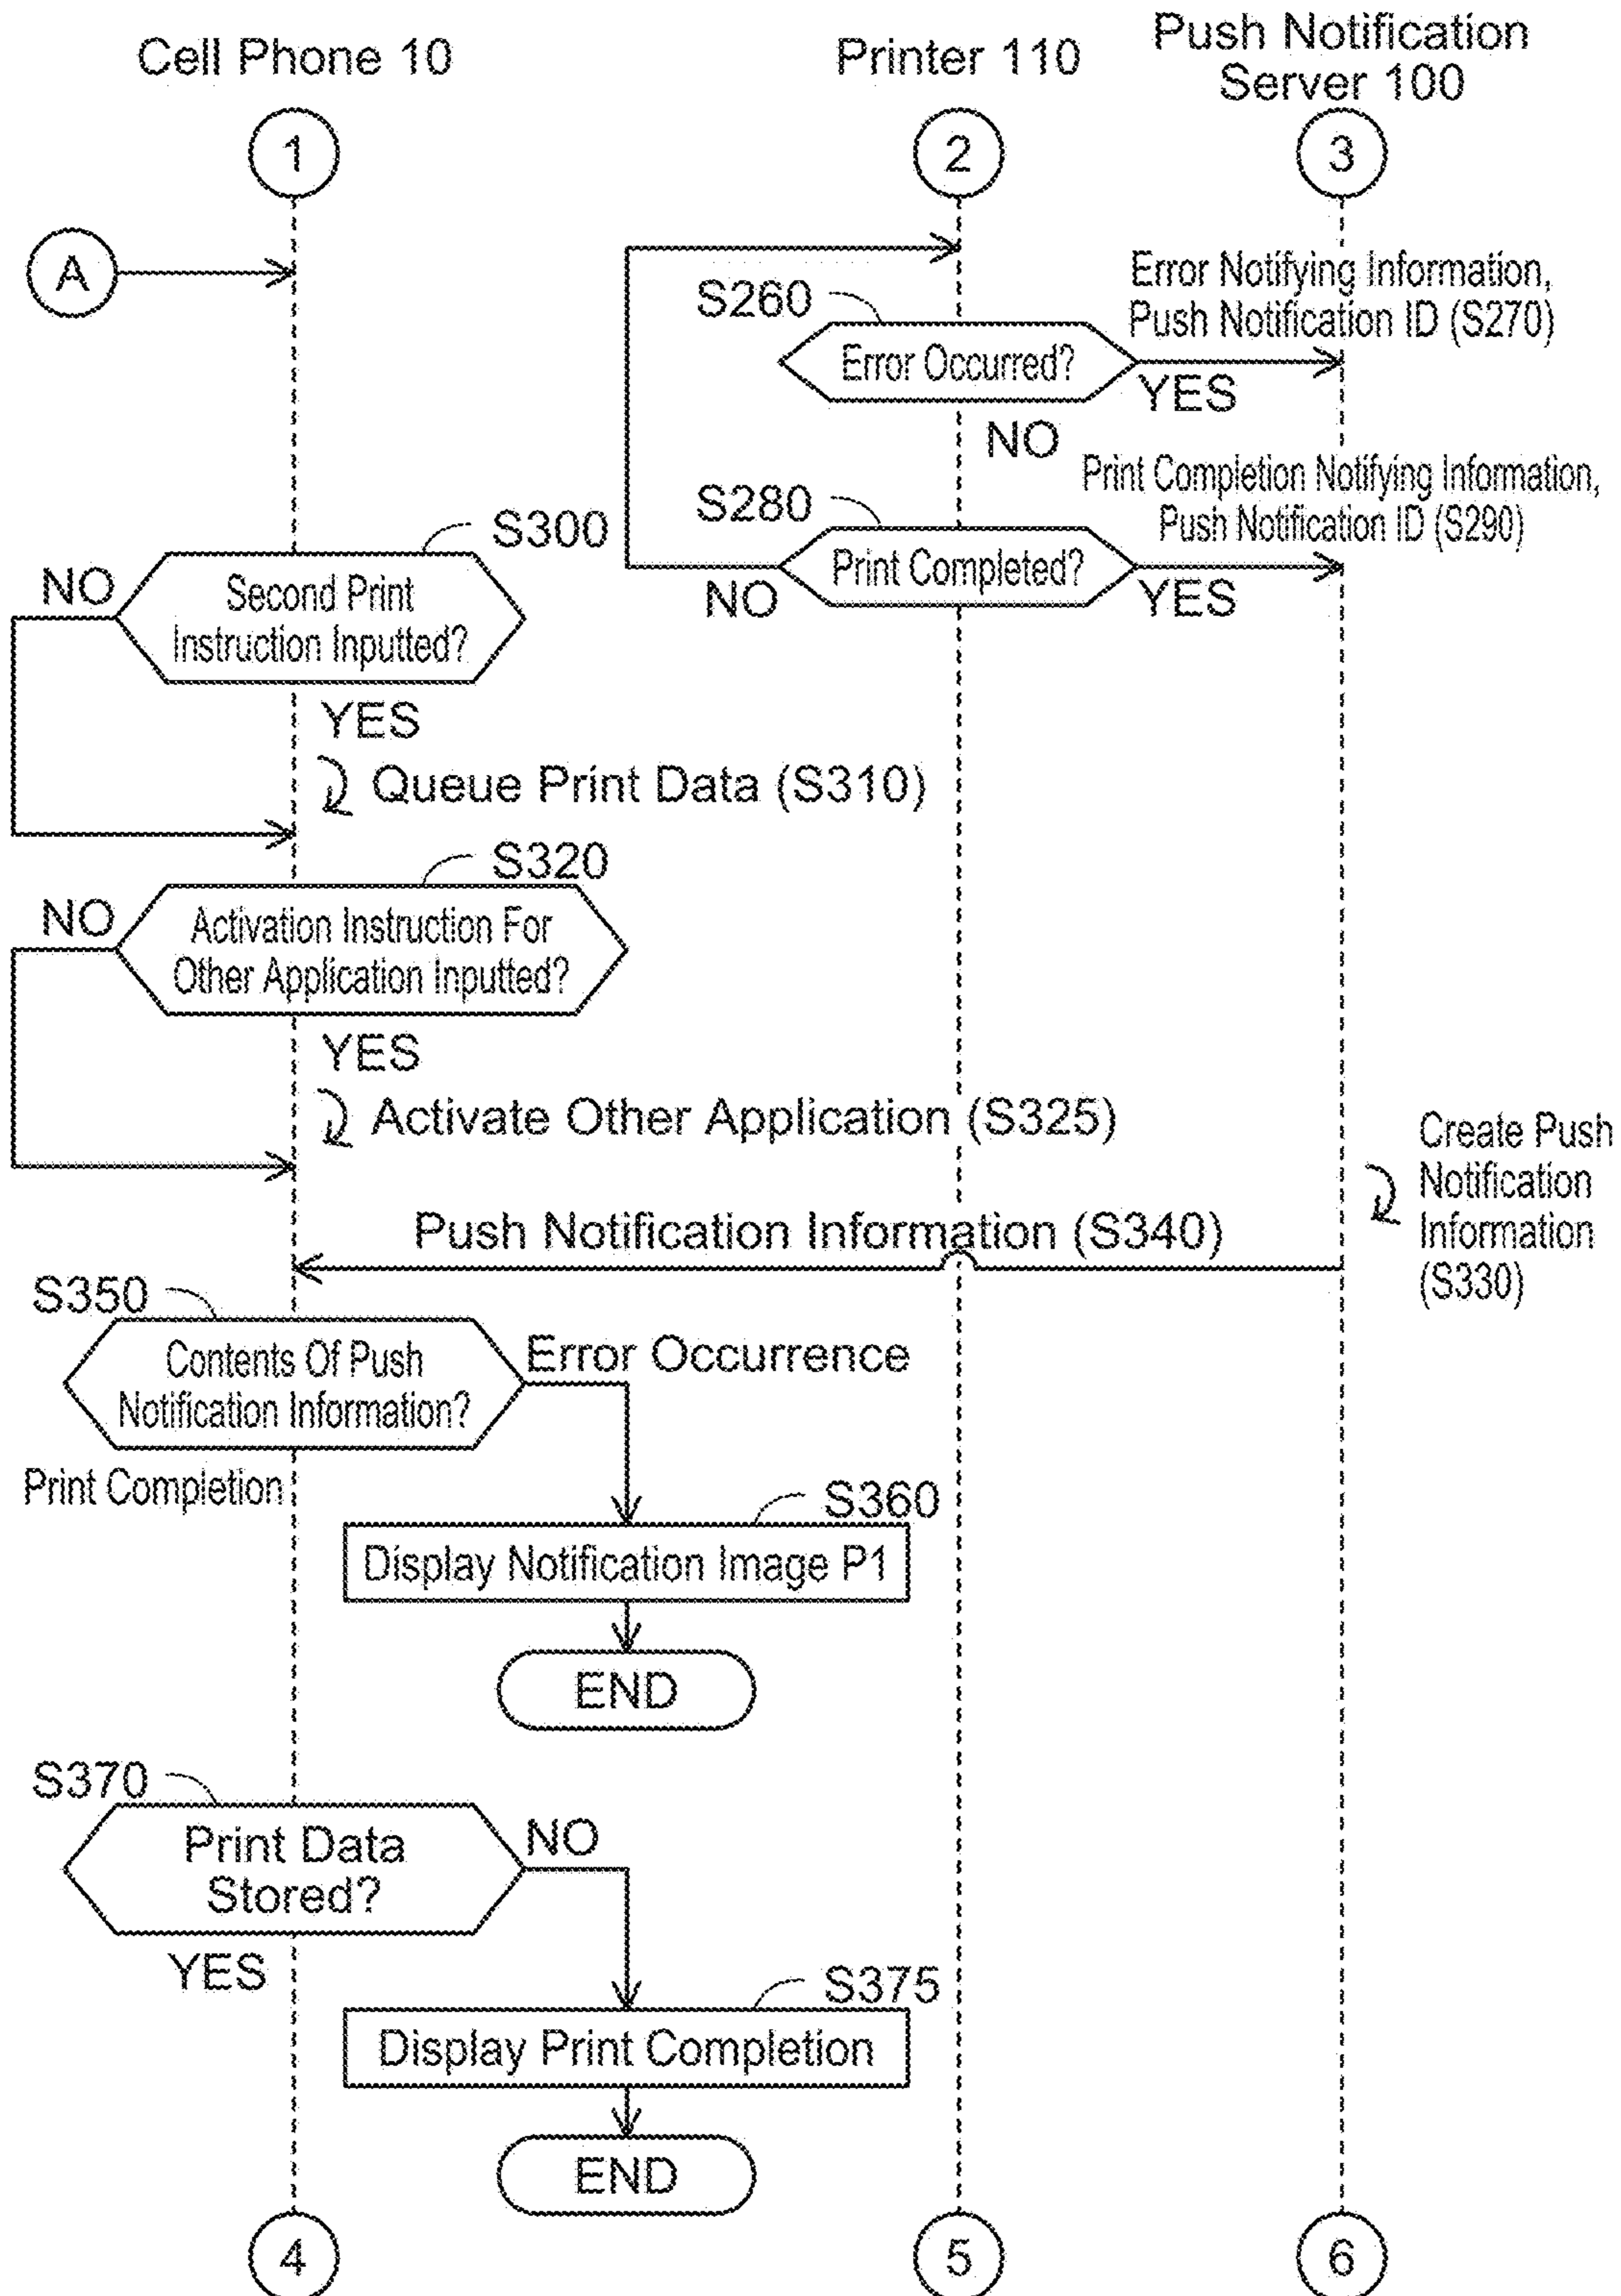 Cell Phone 10
Printer 110
Push Notification
Server 100
1
2
3
A
S260
Error Occurred?
YES
NO
Error Notifying Information,
Push Notification ID (S270)
S280
Print Completed?
NO
YES
Print Completion Notifying Information,
Push Notification ID (S290)
S300
NO
Second Print
Instruction Inputted?
YES
Queue Print Data (S310)
S320
NO
Activation Instruction For
Other Application Inputted?
YES
Activate Other Application (S325)
Create Push
Notification
Information
(S330)
Push Notification Information (S340)
S350
Contents Of Push
Notification Information?
Error Occurrence
Print Completion
S360
Display Notification Image P1
END
S370
Print Data
Stored?
NO
YES
S375
Display Print Completion
END
4
5
6